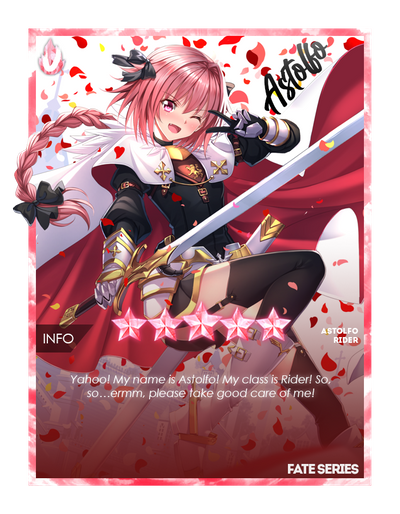 Astolfo
ASTOLFO
RIDER
INFO
Yahoo! My name is Astolfo! My class is Rider! So,
so...ermm, please take good care of me!
FATE SERIES